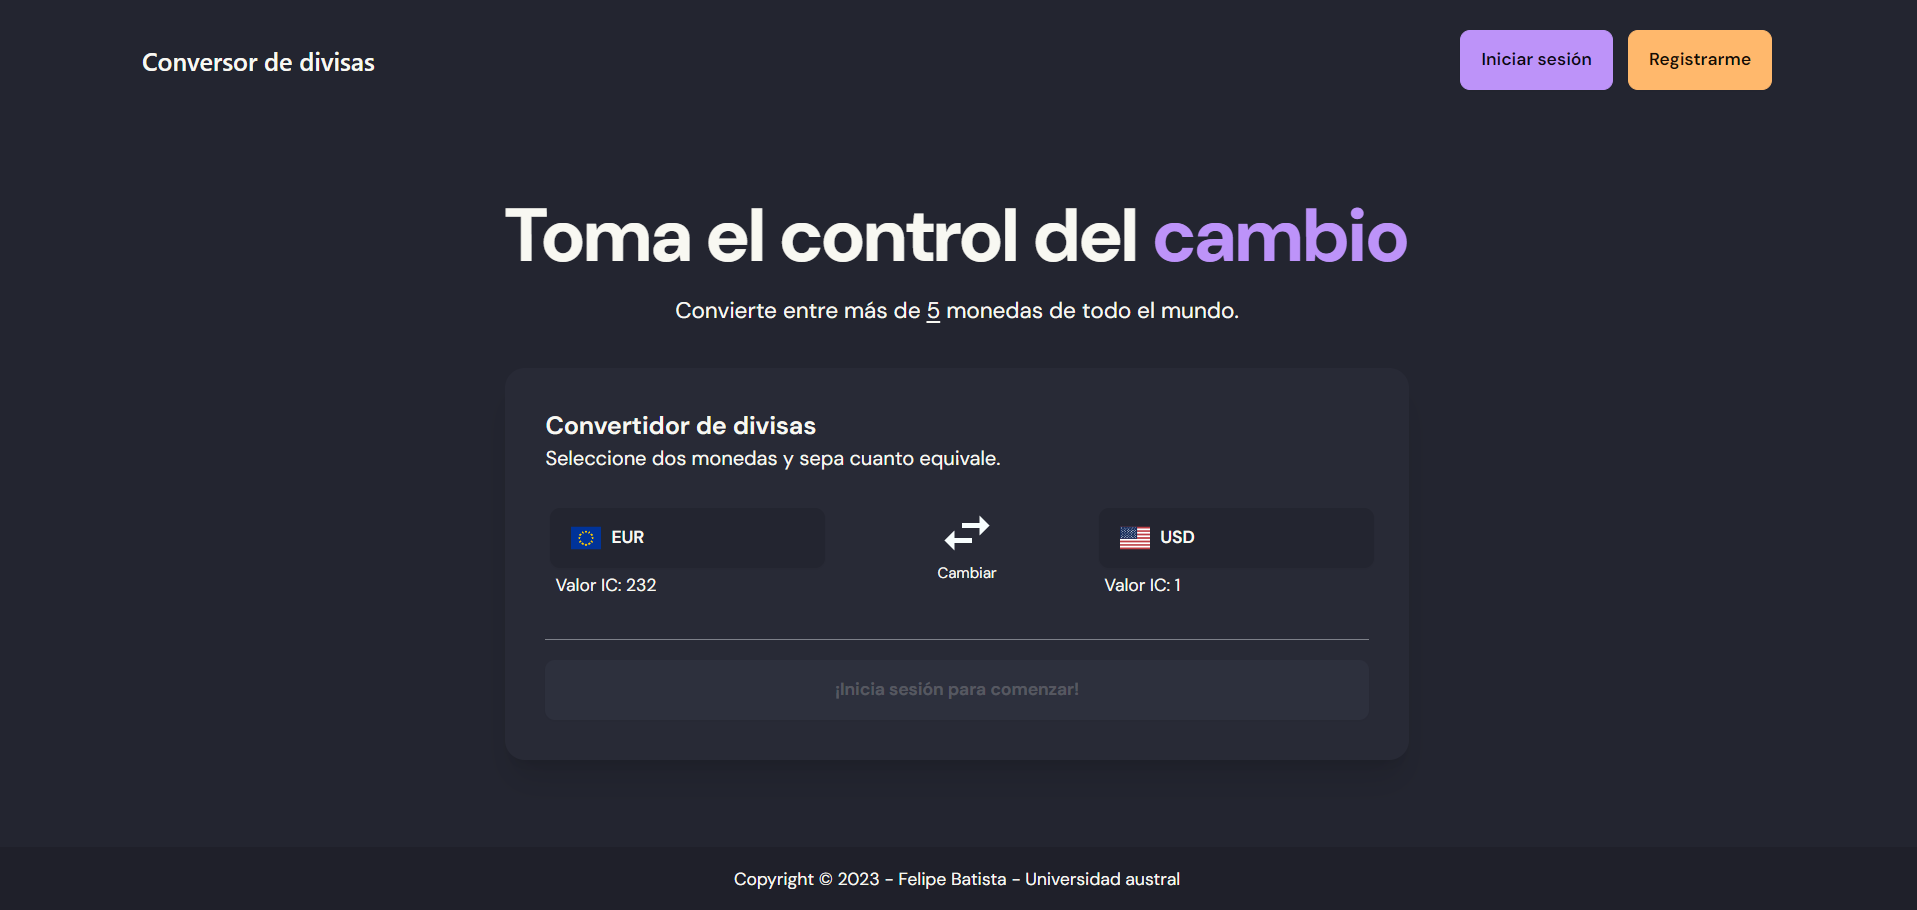 Conversor de divisas
Iniciar sesión
Registrarme
Toma el control del cambio
Convierte entre más de 5 monedas de todo el mundo.
Convertidor de divisas
Seleccione dos monedas y sepa cuanto equivale.
EUR
Valor IC: 232
Cambiar
USD
Valor IC: 1
¡Inicia sesión para comenzar!
Copyright © 2023 - Felipe Batista - Universidad austral